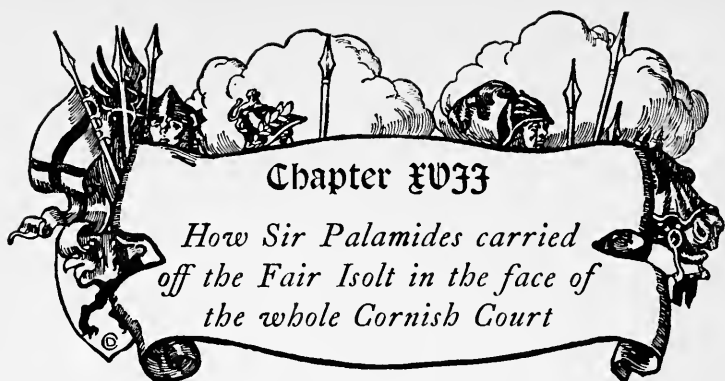 Chapter XVII
How Sir Palamides carried
off the Fair Isolt in the face of
the whole Cornish Court